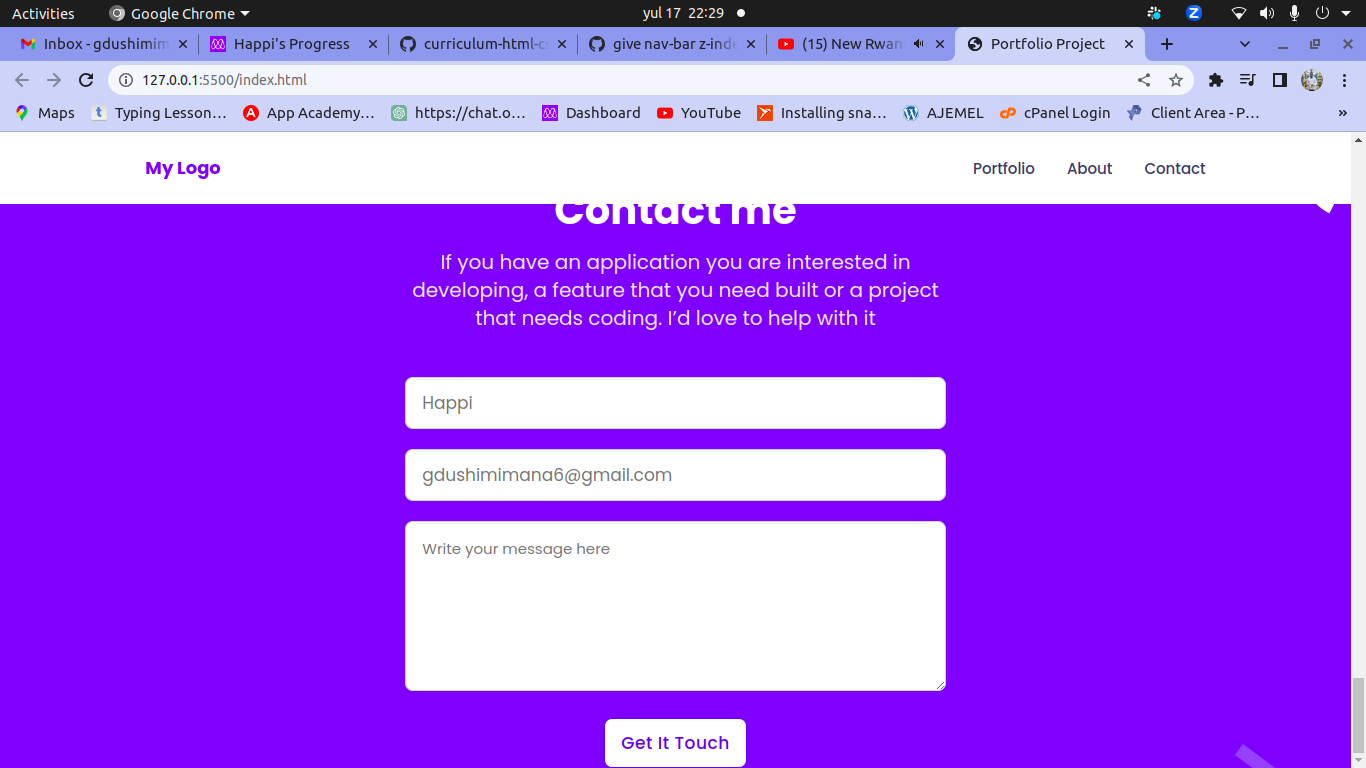 Activities Google Chrome yul 17 22:29
Inbox - gdushimim Happi's Progress curriculum-html-cs give nav-bar z-inde (15) New Rwan Portfolio Project
127.0.0.1:5500/index.html
Maps Typing Lesson… App Academy… https://chat.o… Dashboard YouTube Installing sna… AJEMEL cPanel Login Client Area - P… »
My Logo Portfolio About Contact
Contact me
If you have an application you are interested in
developing, a feature that you need built or a project
that needs coding. I’d love to help with it
Happi
gdushimimana6@gmail.com
Write your message here
Get It Touch